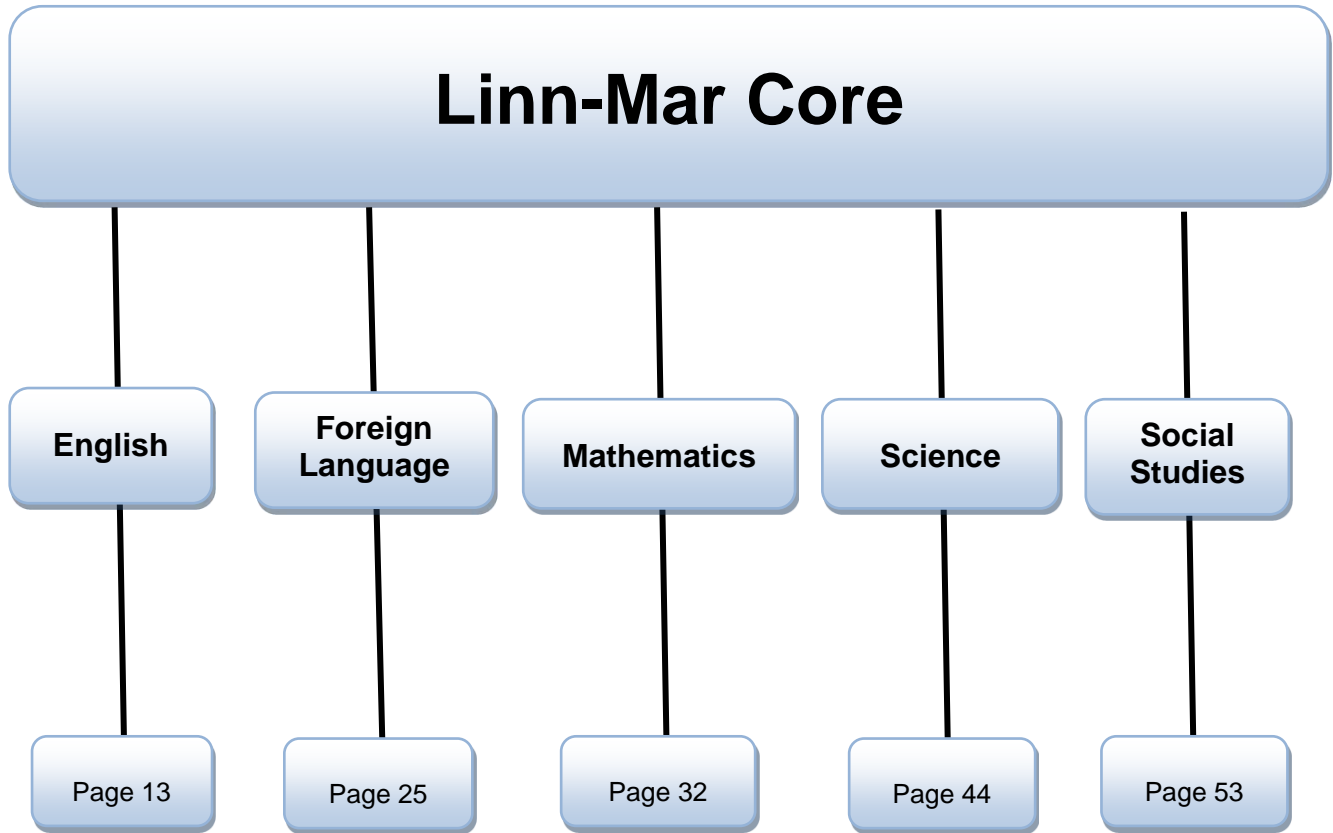 Linn-Mar Core
English
Foreign
Language
Mathematics
Science
Social
Studies
Page 13
Page 25
Page 32
Page 44
Page 53